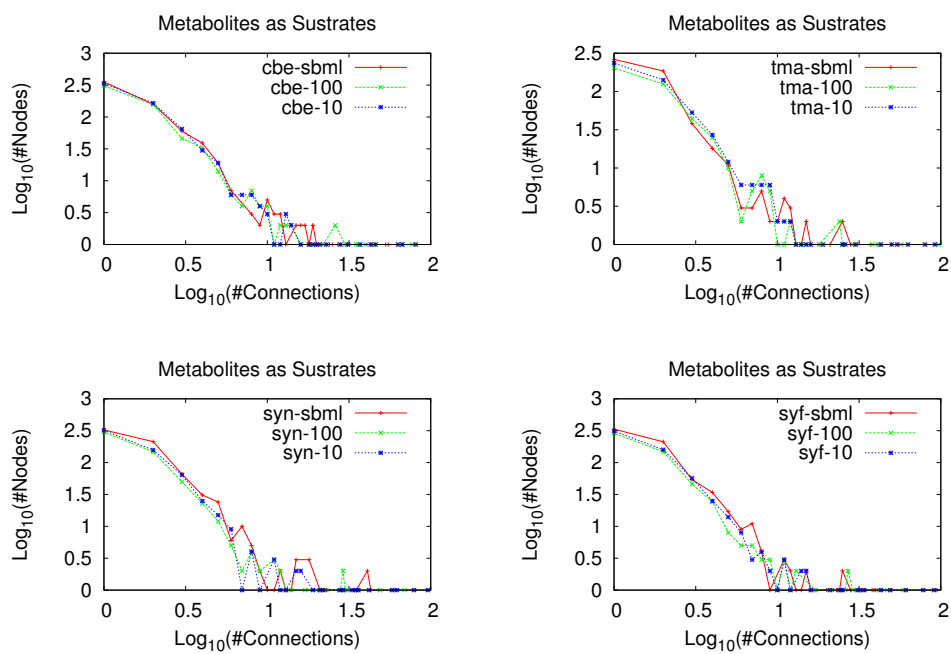 Metabolites as Sustrates
3
2.5
2
1.5
1
0.5
0
0 0.5 1 1.5 2
Log10(#Nodes)
Log10(#Connections)
cbe-sbml
cbe-100
cbe-10
Metabolites as Sustrates
2.5
2
1.5
1
0.5
0
0 0.5 1 1.5 2
Log10(#Nodes)
Log10(#Connections)
tma-sbml
tma-100
tma-10
Metabolites as Sustrates
3
2.5
2
1.5
1
0.5
0
0 0.5 1 1.5 2
Log10(#Nodes)
Log10(#Connections)
syn-sbml
syn-100
syn-10
Metabolites as Sustrates
3
2.5
2
1.5
1
0.5
0
0 0.5 1 1.5 2
Log10(#Nodes)
Log10(#Connections)
syf-sbml
syf-100
syf-10